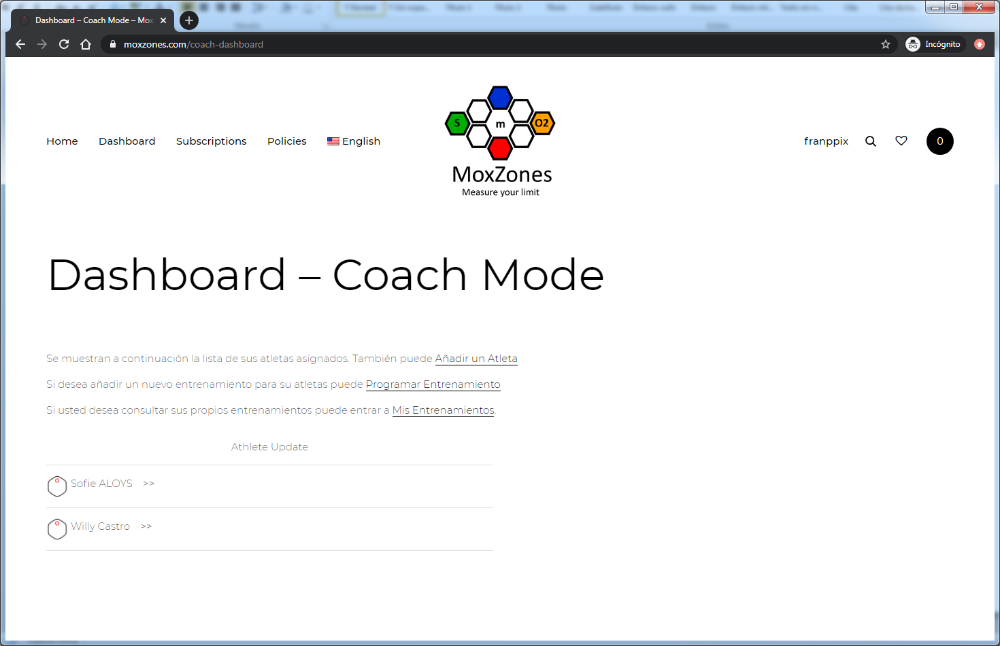 Dashboard – Coach Mode – Mox
moxzones.com/coach-dashboard
Incógnito
Home Dashboard Subscriptions Policies English
S m O2
MoxZones
Measure your limit
franppix 0
Dashboard – Coach Mode
Se muestran a continuación la lista de sus atletas asignados. También puede Añadir un Atleta
Si desea añadir un nuevo entrenamiento para su atletas puede Programar Entrenamiento
Si usted desea consultar sus propios entrenamientos puede entrar a Mis Entrenamientos.
Athlete Update
Sofie ALOYS >>
Willy Castro >>